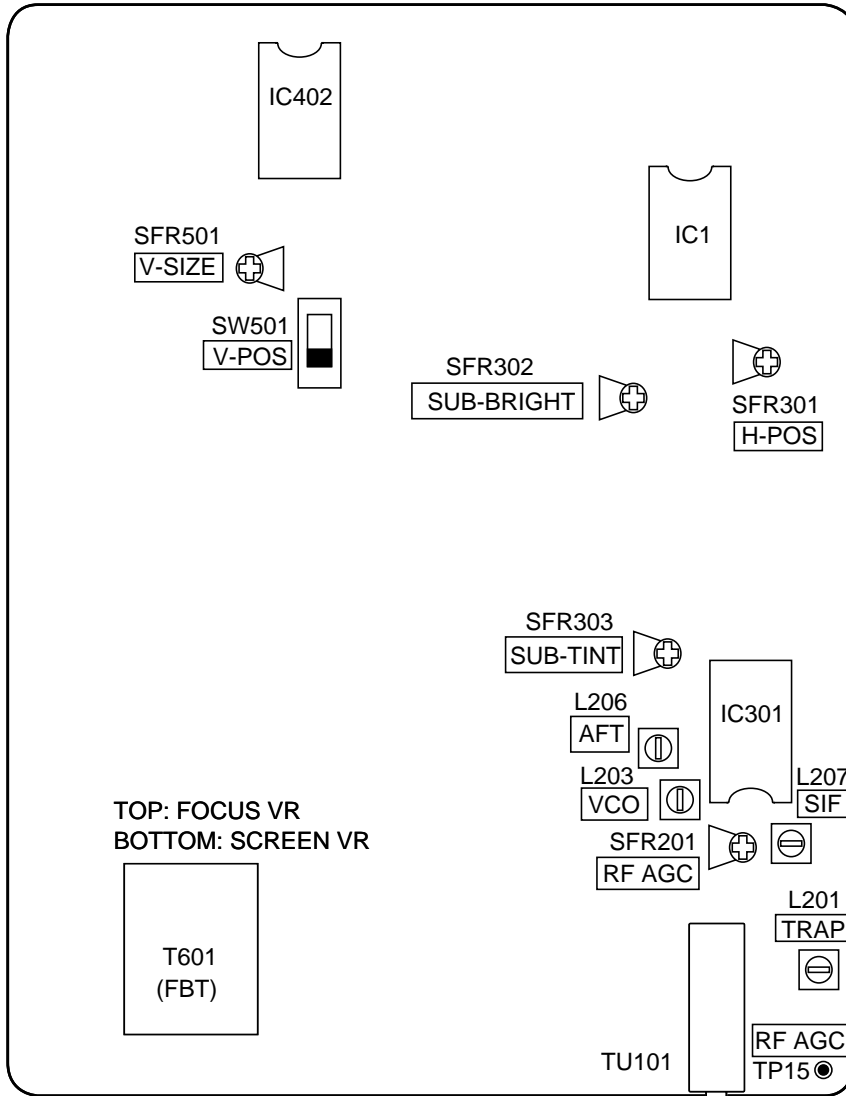 IC402
IC1
SFR501
V-SIZE
SW501
V-POS
SFR302
SUB-BRIGHT
SFR301
H-POS
SFR303
SUB-TINT
L206
AFT
IC301
L203
VCO
L207
SIF
TOP: FOCUS VR
BOTTOM: SCREEN VR
SFR201
RF AGC
L201
TRAP
T601
(FBT)
TU101
RF AGC
TP15